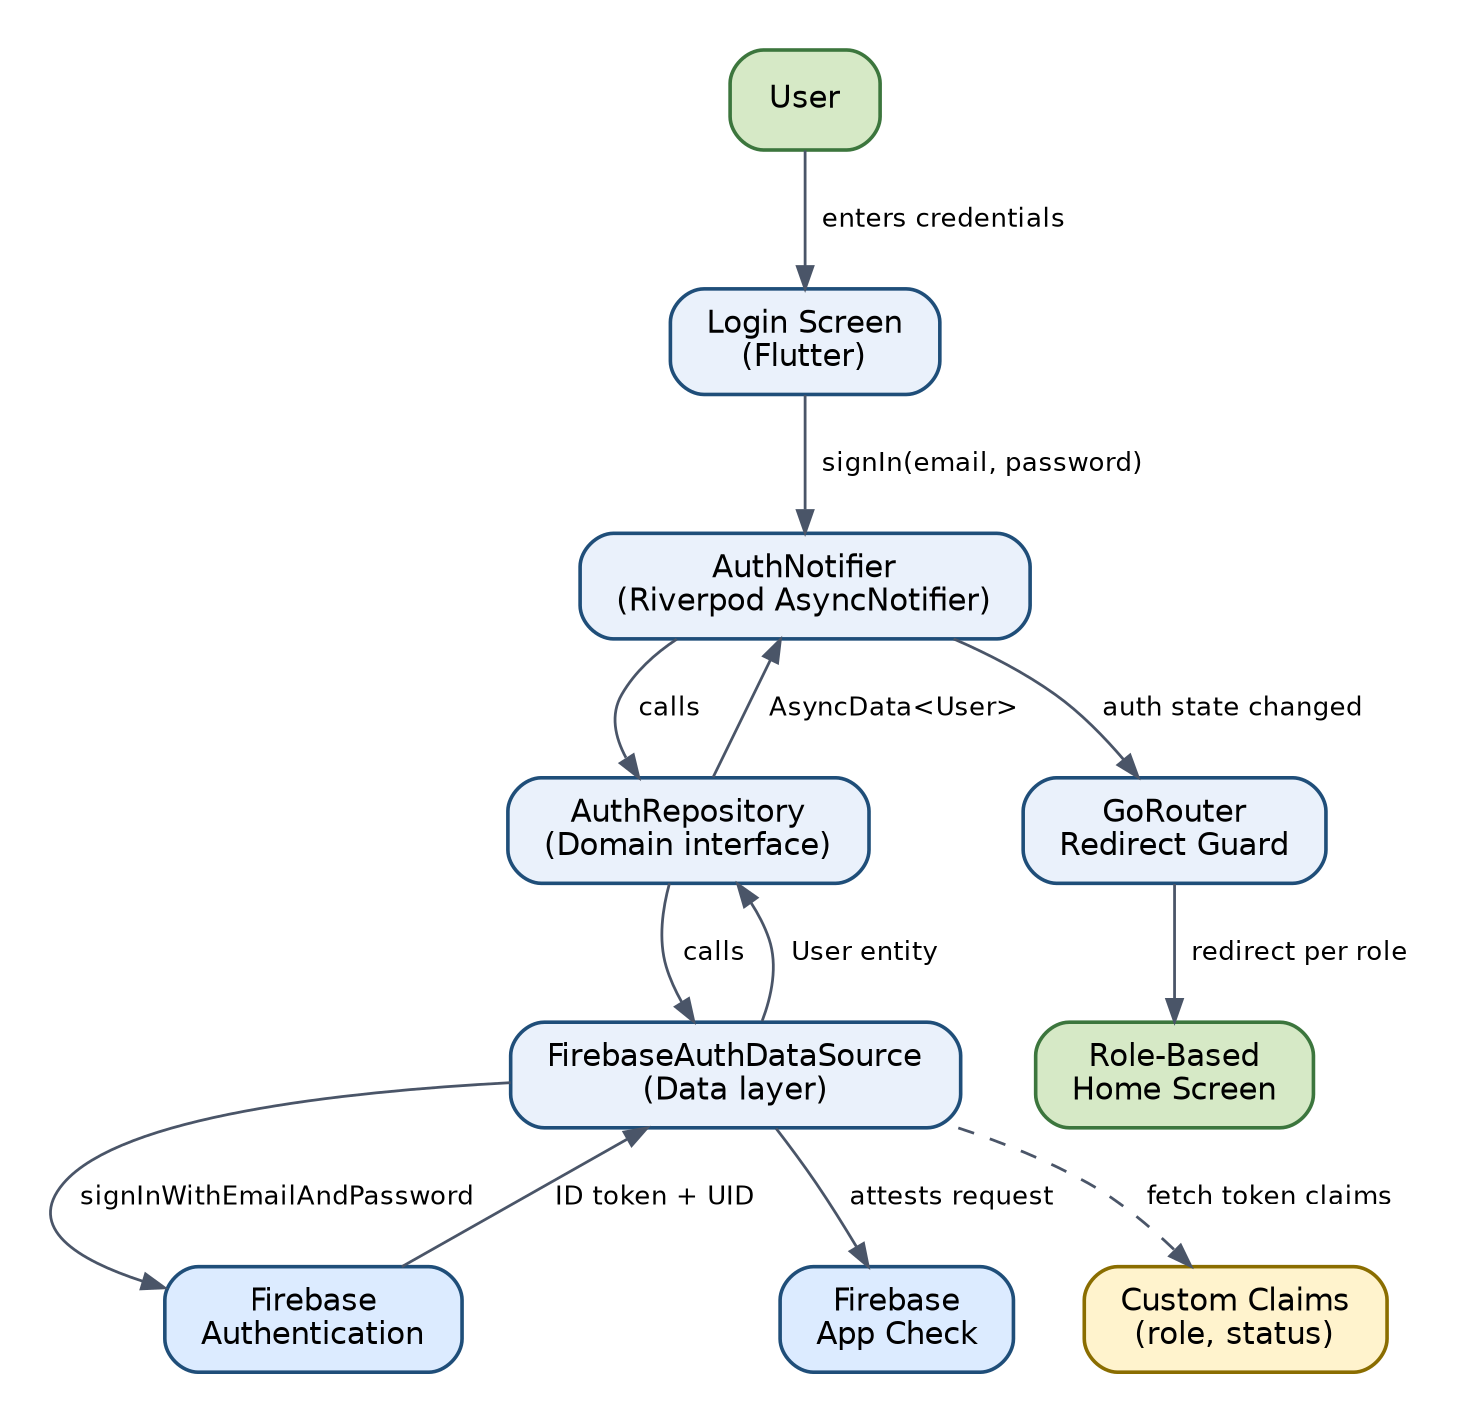 User
enters credentials
Login Screen
(Flutter)
signIn(email, password)
AuthNotifier
(Riverpod AsyncNotifier)
calls
AsyncData<User>
auth state changed
AuthRepository
(Domain interface)
GoRouter
Redirect Guard
calls
User entity
redirect per role
FirebaseAuthDataSource
(Data layer)
Role-Based
Home Screen
signInWithEmailAndPassword
ID token + UID
attests request
fetch token claims
Firebase
Authentication
Firebase
App Check
Custom Claims
(role, status)